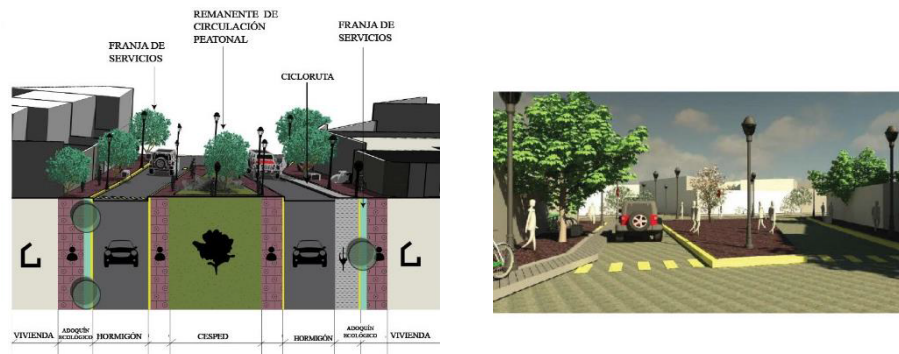 REMANENTE DE
CIRCULACIÓN
PEATONAL
FRANJA DE
SERVICIOS
FRANJA DE
SERVICIOS
CICLORUTA
VIVIENDA
ADOQUÍN
ECOLÓGICO
HORMIGÓN
CESPED
HORMIGÓN
ADOQUÍN
ECOLÓGICO
VIVIENDA